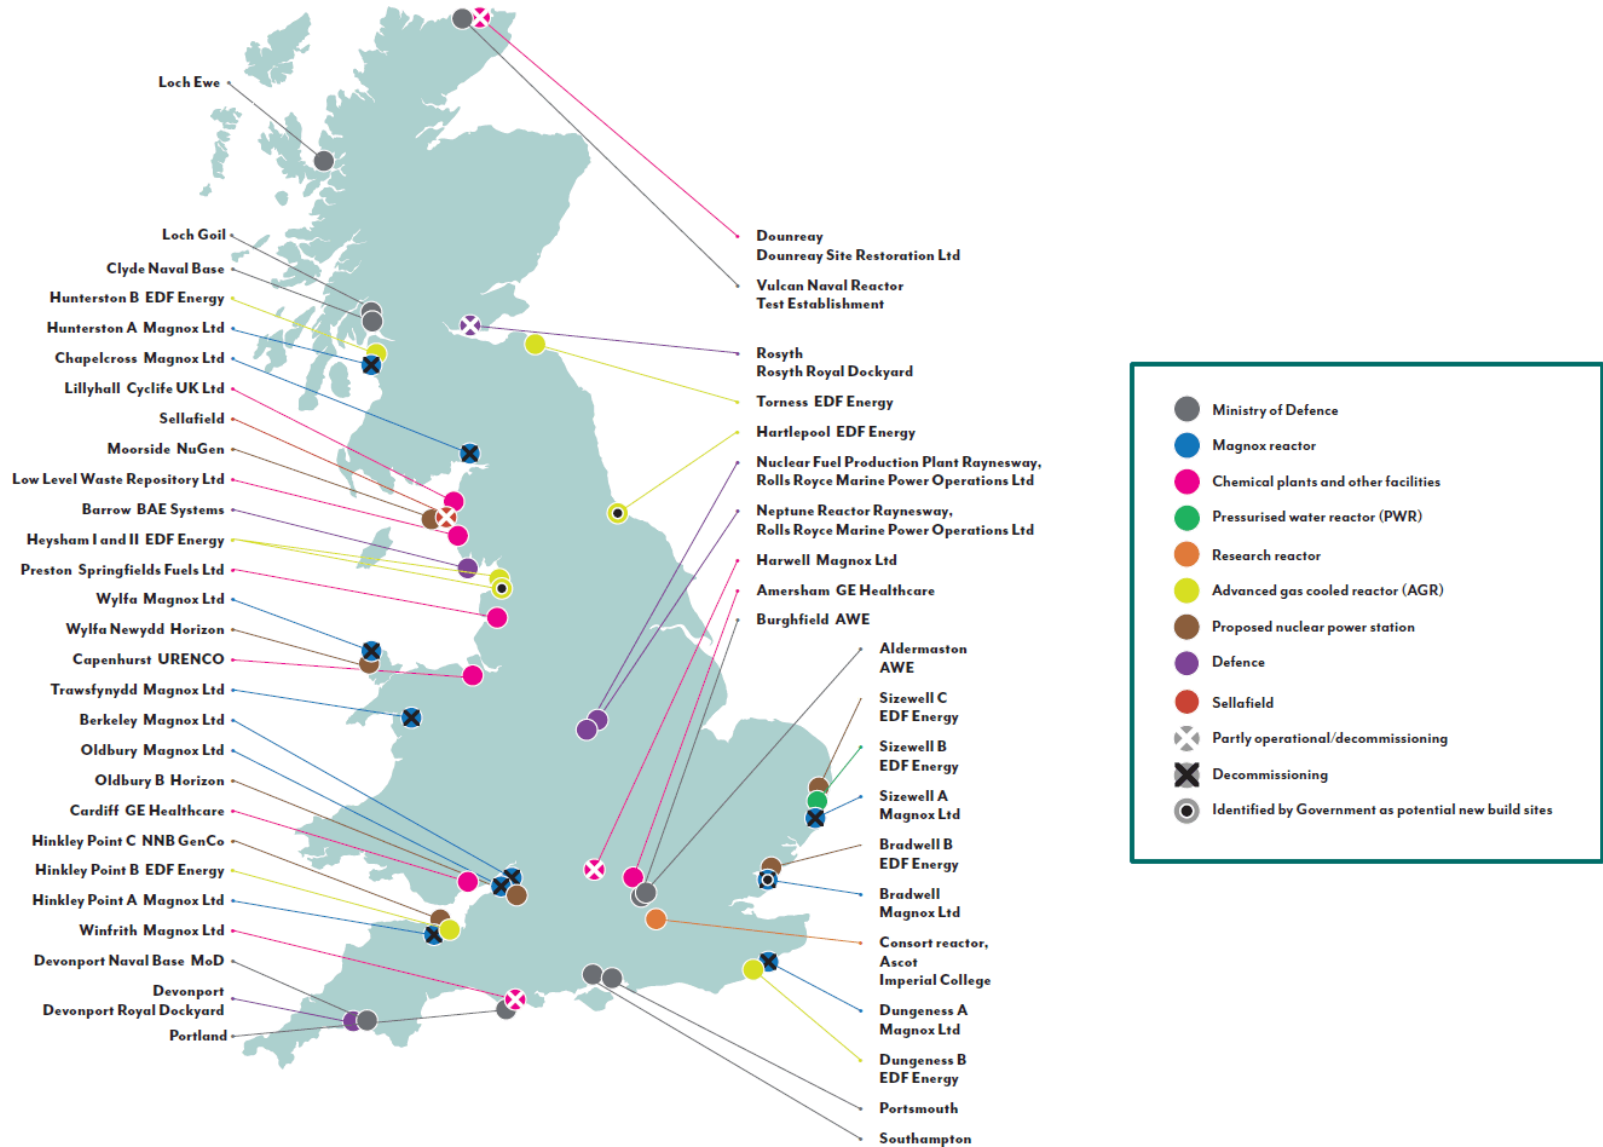 Loch Ewe
Loch Goil
Clyde Naval Base
Hunterston B EDF Energy
Hunterston A Magnox Ltd
Chapelcross Magnox Ltd
Lillyhall Cyclife UK Ltd
Sellafield
Moorside NuGen
Low Level Waste Repository Ltd
Barrow BAE Systems
Heysham I and II EDF Energy
Preston Springfields Fuels Ltd
Wylfa Magnox Ltd
Wylfa Newydd Horizon
Capenhurst URENCO
Trawsfynydd Magnox Ltd
Berkeley Magnox Ltd
Oldbury Magnox Ltd
Oldbury B Horizon
Cardiff GE Healthcare
Hinkley Point C NNB GenCo
Hinkley Point B EDF Energy
Hinkley Point A Magnox Ltd
Winfrith Magnox Ltd
Devonport Naval Base MoD
Devonport
Devonport Royal Dockyard
Portland
Dounreay
Dounreay Site Restoration Ltd
Vulcan Naval Reactor
Test Establishment
Rosyth
Rosyth Royal Dockyard
Torness EDF Energy
Hartlepool EDF Energy
Nuclear Fuel Production Plant Raynesway,
Rolls Royce Marine Power Operations Ltd
Neptune Reactor Raynesway,
Rolls Royce Marine Power Operations Ltd
Harwell Magnox Ltd
Amersham GE Healthcare
Burghfield AWE
Aldermaston
AWE
Sizewell C
EDF Energy
Sizewell B
EDF Energy
Sizewell A
Magnox Ltd
Bradwell B
EDF Energy
Bradwell
Magnox Ltd
Consort reactor,
Ascot
Imperial College
Dungeness A
Magnox Ltd
Dungeness B
EDF Energy
Portsmouth
Southampton
Ministry of Defence
Magnox reactor
Chemical plants and other facilities
Pressurised water reactor (PWR)
Research reactor
Advanced gas cooled reactor (AGR)
Proposed nuclear power station
Defence
Sellafield
Partly operational/decommissioning
Decommissioning
Identified by Government as potential new build sites